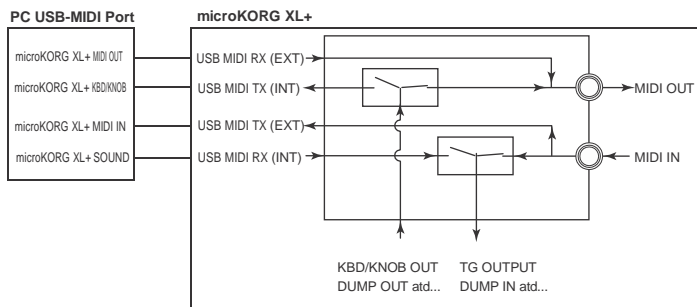 PC USB-MIDI Port
microKORG XL+
microKORG XL+ MIDI OUT
USB MIDI RX (EXT)
microKORG XL+ KBD/KNOB
USB MIDI TX (INT)
MIDI OUT
microKORG XL+ MIDI IN
USB MIDI TX (EXT)
microKORG XL+ SOUND
USB MIDI RX (INT)
MIDI IN
KBD/KNOB OUT
DUMP OUT atd...
TG OUTPUT
DUMP IN atd...